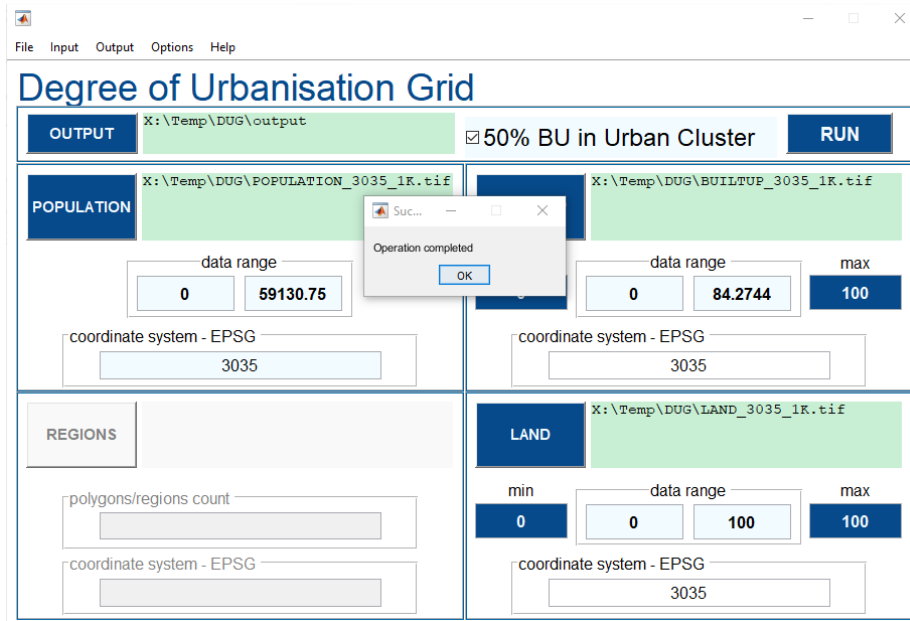 File Input Output Options Help
Degree of Urbanisation Grid
OUTPUT
X:\Temp\DUG\output
50% BU in Urban Cluster
RUN
POPULATION
X:\Temp\DUG\POPULATION_3035_1K.tif
data range
0
59130.75
coordinate system - EPSG
3035
X:\Temp\DUG\BUILTUP_3035_1K.tif
Suc...
Operation completed
OK
data range
max
0
84.2744
100
coordinate system - EPSG
3035
REGIONS
polygons/regions count
coordinate system - EPSG
LAND
X:\Temp\DUG\LAND_3035_1K.tif
min
data range
max
0
0
100
100
coordinate system - EPSG
3035